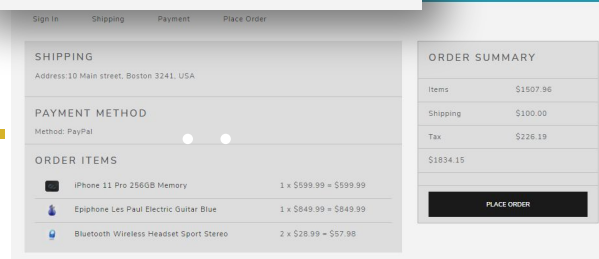 Sign In Shipping Payment Place Order
SHIPPING
Address:10 Main street, Boston 3241, USA
PAYMENT METHOD
Method: PayPal
ORDER ITEMS
iPhone 11 Pro 256GB Memory 1 x $599.99 = $599.99
Epiphone Les Paul Electric Guitar Blue 1 x $849.99 = $849.99
Bluetooth Wireless Headset Sport Stereo 2 x $28.99 = $57.98
ORDER SUMMARY
Items $1507.96
Shipping $100.00
Tax $226.19
$1834.15
PLACE ORDER